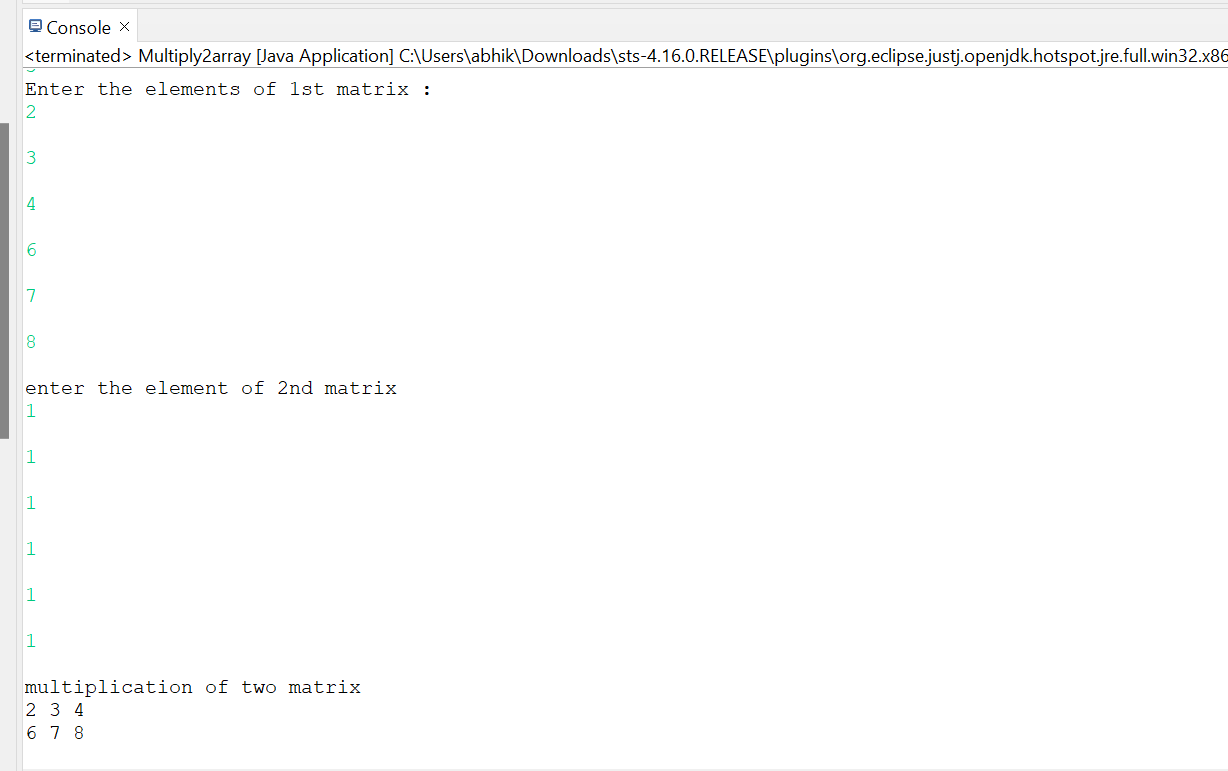 Console
<terminated> Multiply2array [Java Application] C:\Users\abhik\Downloads\sts-4.16.0.RELEASE\plugins\org.eclipse.justj.openjdk.hotspot.jre.full.win32.x86
Enter the elements of 1st matrix :
2
3
4
6
7
8
enter the element of 2nd matrix
1
1
1
1
1
1
multiplication of two matrix
2 3 4
6 7 8